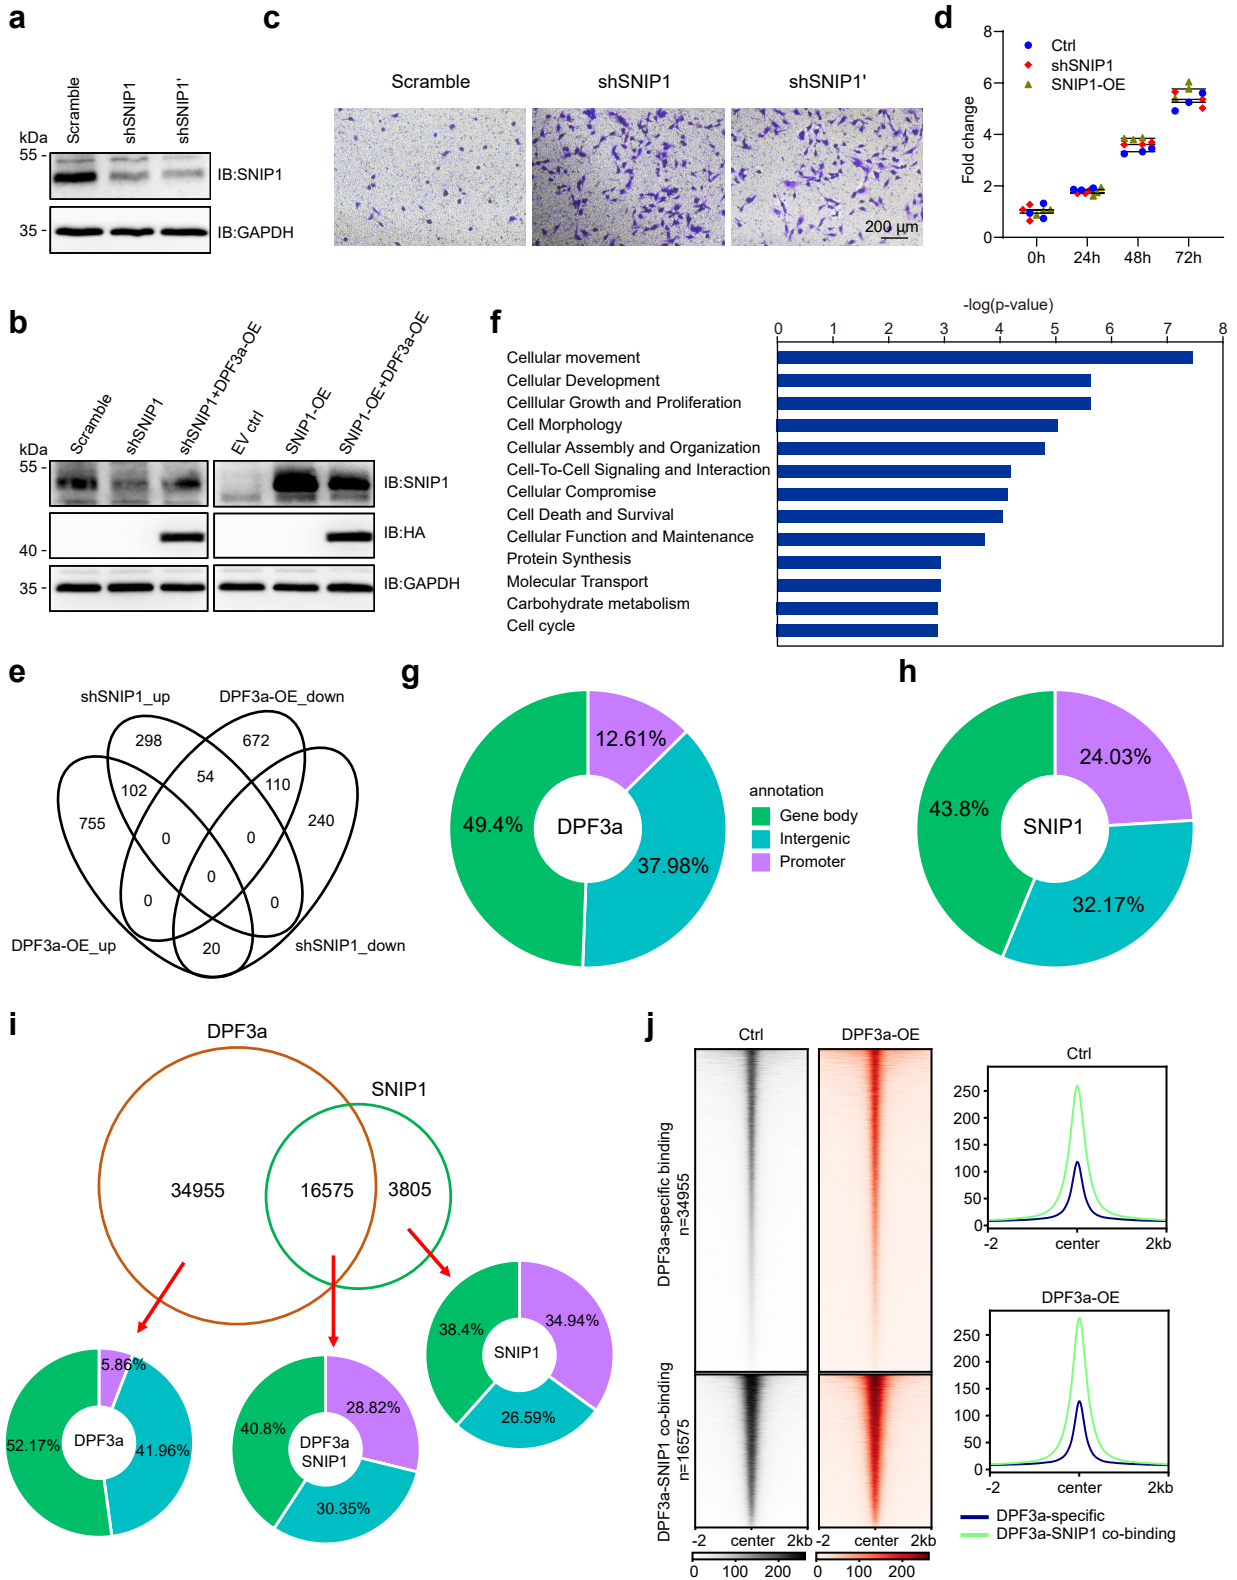 a
Scramble
shSNIP1
shSNIP1'
kDa
55 -
IB:SNIP1
35 -
IB:GAPDH
c
Scramble
shSNIP1
shSNIP1'
200 μm
d
8
6
4
2
0
Fold change
Ctrl
shSNIP1
SNIP1-OE
0h
24h
48h
72h
b
Scramble
shSNIP1
shSNIP1+DPF3a-OE
EV ctrl
SNIP1-OE
SNIP1-OE+DPF3a-OE
kDa
55 -
IB:SNIP1
IB:HA
40 -
35 -
IB:GAPDH
f
-log(p-value)
0 1 2 3 4 5 6 7 8
Cellular movement
Cellular Development
Celllular Growth and Proliferation
Cell Morphology
Cellular Assembly and Organization
Cell-To-Cell Signaling and Interaction
Cellular Compromise
Cell Death and Survival
Cellular Function and Maintenance
Protein Synthesis
Molecular Transport
Carbohydrate metabolism
Cell cycle
e
shSNIP1_up
DPF3a-OE_down
298
672
54
102
110
755
240
0
0
0
0
0
20
DPF3a-OE_up
shSNIP1_down
g
12.61%
49.4%
DPF3a
37.98%
annotation
Gene body
Intergenic
Promoter
h
24.03%
43.8%
SNIP1
32.17%
i
DPF3a
SNIP1
34955
16575
3805
5.86%
52.17%
DPF3a
41.96%
28.82%
40.8%
DPF3a
SNIP1
30.35%
34.94%
38.4%
SNIP1
26.59%
j
Ctrl
DPF3a-OE
DPF3a-specific binding
n=34955
DPF3a-SNIP1 co-binding
n=16575
-2 center 2kb
-2 center 2kb
0 100 200
0 100 200
Ctrl
250
200
150
100
50
0
-2 center 2kb
DPF3a-OE
250
200
150
100
50
0
-2 center 2kb
DPF3a-specific
DPF3a-SNIP1 co-binding